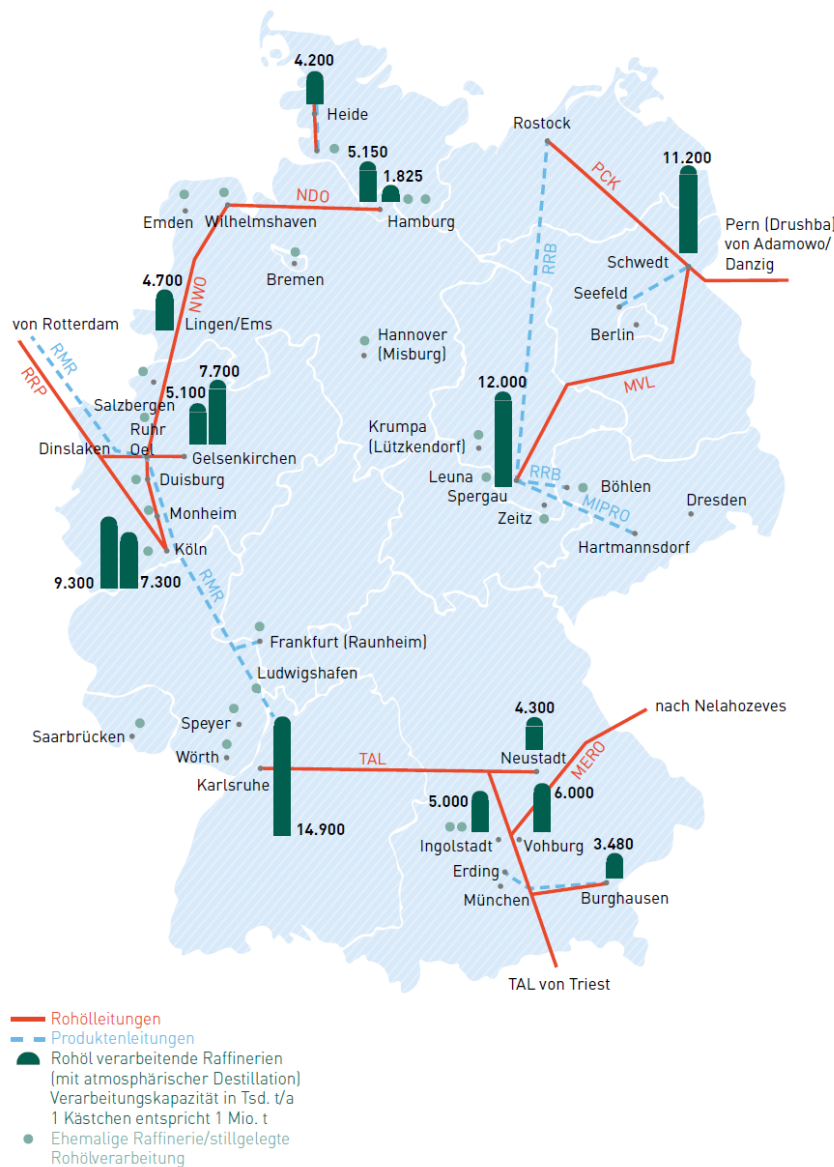 4.200
Heide
Rostock
5.150
1.825
PCK
11.200
NDO
Emden
Wilhelmshaven
Hamburg
Pern (Drushba)
von Adamowo/
Danzig
RRB
Schwedt
Bremen
Seefeld
4.700
NWO
Berlin
von Rotterdam
Lingen/Ems
Hannover
(Misburg)
RMR
7.700
MVL
RRP
5.100
12.000
Salzbergen
Ruhr
Oel
Krumpa
(Lützkendorf)
Dinslaken
Gelsenkirchen
Duisburg
Leuna
Spergau
RRB
Böhlen
Monheim
Zeitz
MIPRO
Dresden
Köln
Hartmannsdorf
9.300
7.300
RMR
Frankfurt (Raunheim)
Ludwigshafen
nach Nelahozeves
Speyer
4.300
Saarbrücken
Wörth
TAL
Neustadt
MERO
Karlsruhe
5.000
6.000
14.900
Ingolstadt
Vohburg
3.480
Erding
München
Burghausen
TAL von Triest
Rohölleitungen
Produktenleitungen
Rohöl verarbeitende Raffinerien
(mit atmosphärischer Destillation)
Verarbeitungskapazität in Tsd. t/a
1 Kästchen entspricht 1 Mio. t
Ehemalige Raffinerie/stillgelegte
Rohölverarbeitung